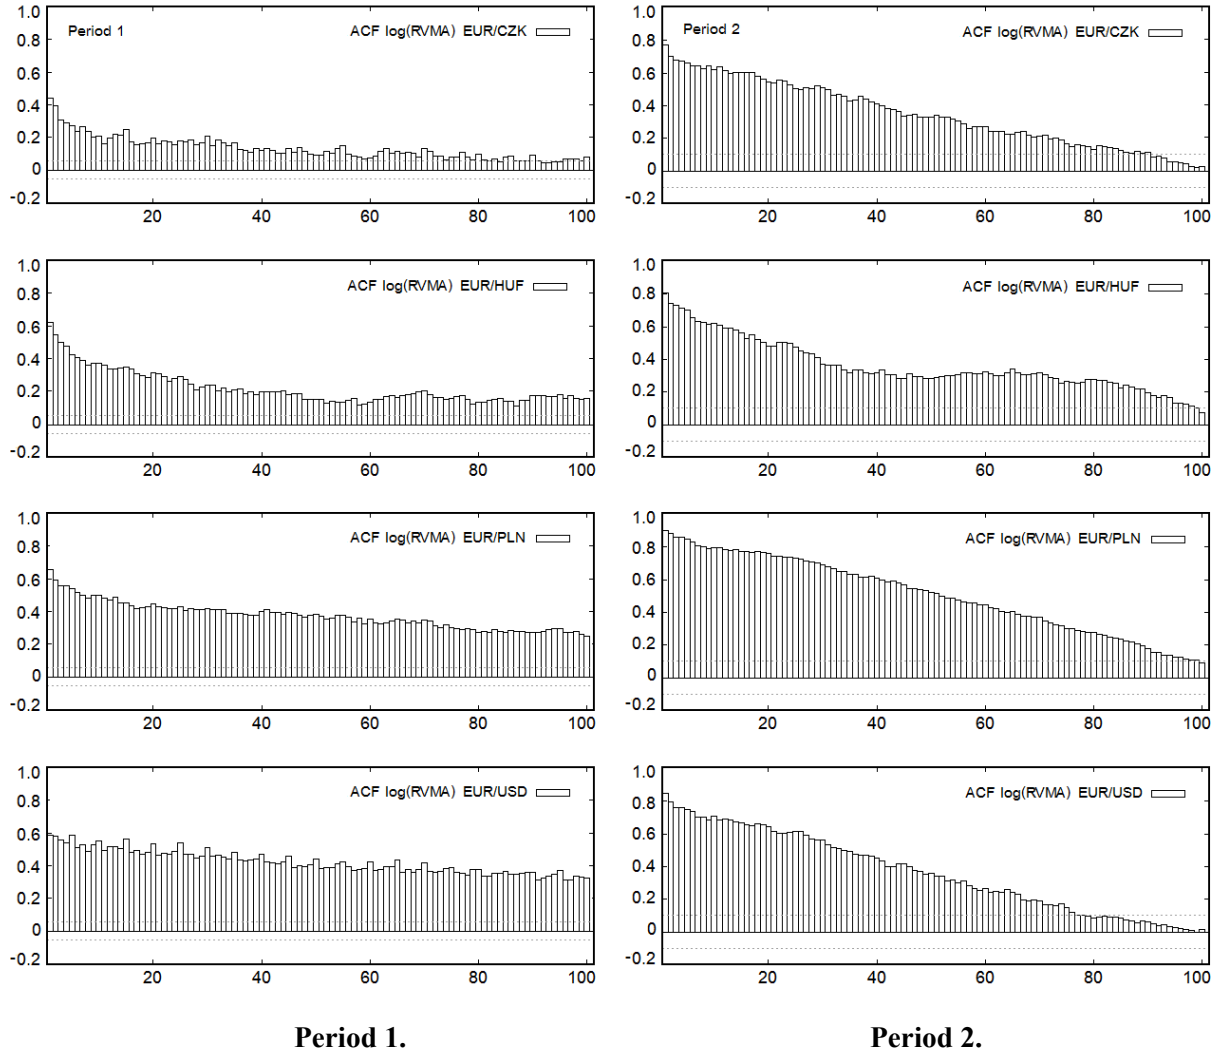 1.0
Period 1
ACF log(RVMA) EUR/CZK
0.8
0.6
0.4
0.2
0
-0.2
20 40 60 80 100
1.0
Period 2
ACF log(RVMA) EUR/CZK
0.8
0.6
0.4
0.2
0
-0.2
20 40 60 80 100
1.0
ACF log(RVMA) EUR/HUF
0.8
0.6
0.4
0.2
0
-0.2
20 40 60 80 100
1.0
ACF log(RVMA) EUR/HUF
0.8
0.6
0.4
0.2
0
-0.2
20 40 60 80 100
1.0
ACF log(RVMA) EUR/PLN
0.8
0.6
0.4
0.2
0
-0.2
20 40 60 80 100
1.0
ACF log(RVMA) EUR/PLN
0.8
0.6
0.4
0.2
0
-0.2
20 40 60 80 100
1.0
ACF log(RVMA) EUR/USD
0.8
0.6
0.4
0.2
0
-0.2
20 40 60 80 100
1.0
ACF log(RVMA) EUR/USD
0.8
0.6
0.4
0.2
0
-0.2
20 40 60 80 100
Period 1.
Period 2.